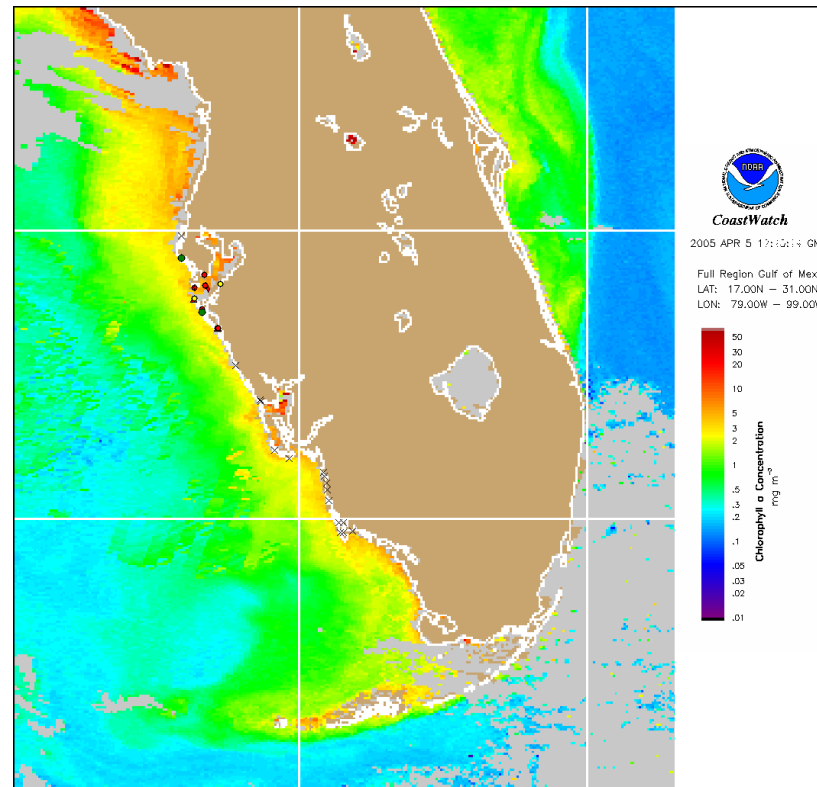 NOAA
CoastWatch
2005 APR 5
Full Region Gulf of Mex
LAT: 17.00N – 31.00N
LON: 79.00W – 99.00W
50
30
20
10
5
3
2
1
.5
.3
.2
.1
.05
.03
.02
.01
Chlorophyll a Concentration
mg m⁻³